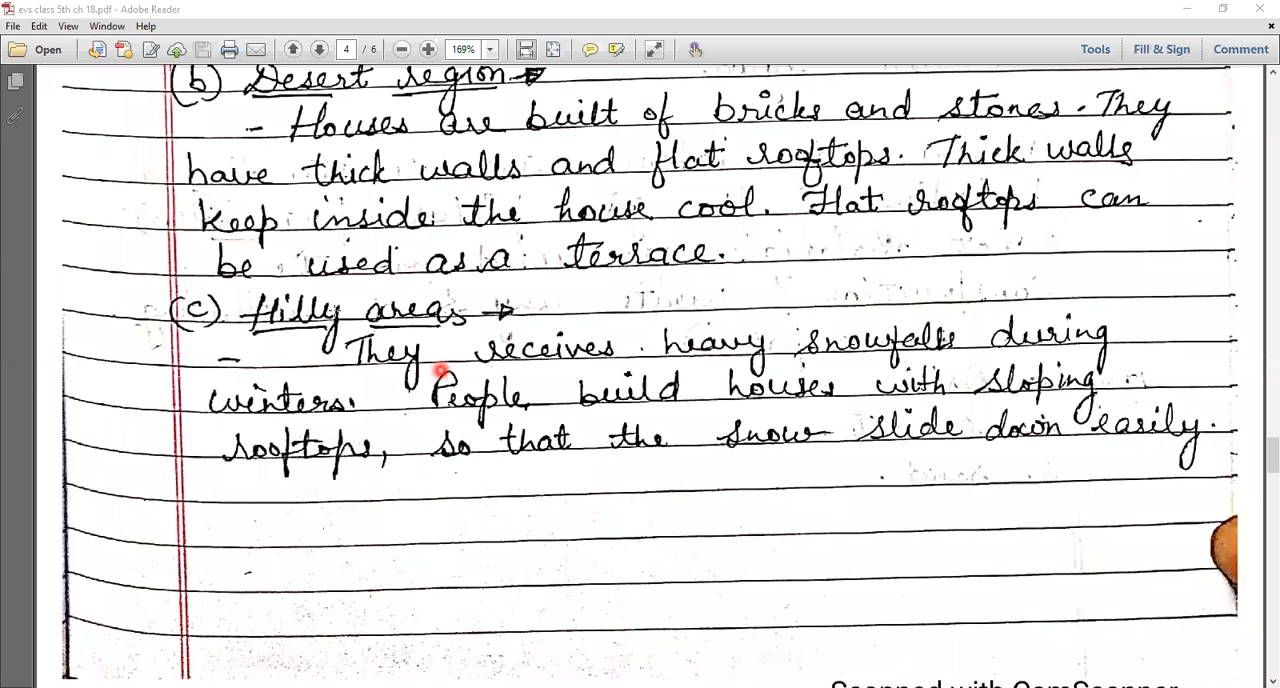 evs class 5th ch 18.pdf - Adobe Reader
File Edit View Window Help
Open 4 / 6 169% Tools Fill & Sign Comment
(b) Desert region →
- Houses are built of bricks and stones. They
have thick walls and flat rooftops. Thick walls
keep inside the house cool. Flat rooftops can
be used as a terrace.
(c) Hilly areas →
- They receives heavy snowfalls during
winters. People build houses with sloping
rooftops, so that the snow slide down easily.
Scanned with CamScanner